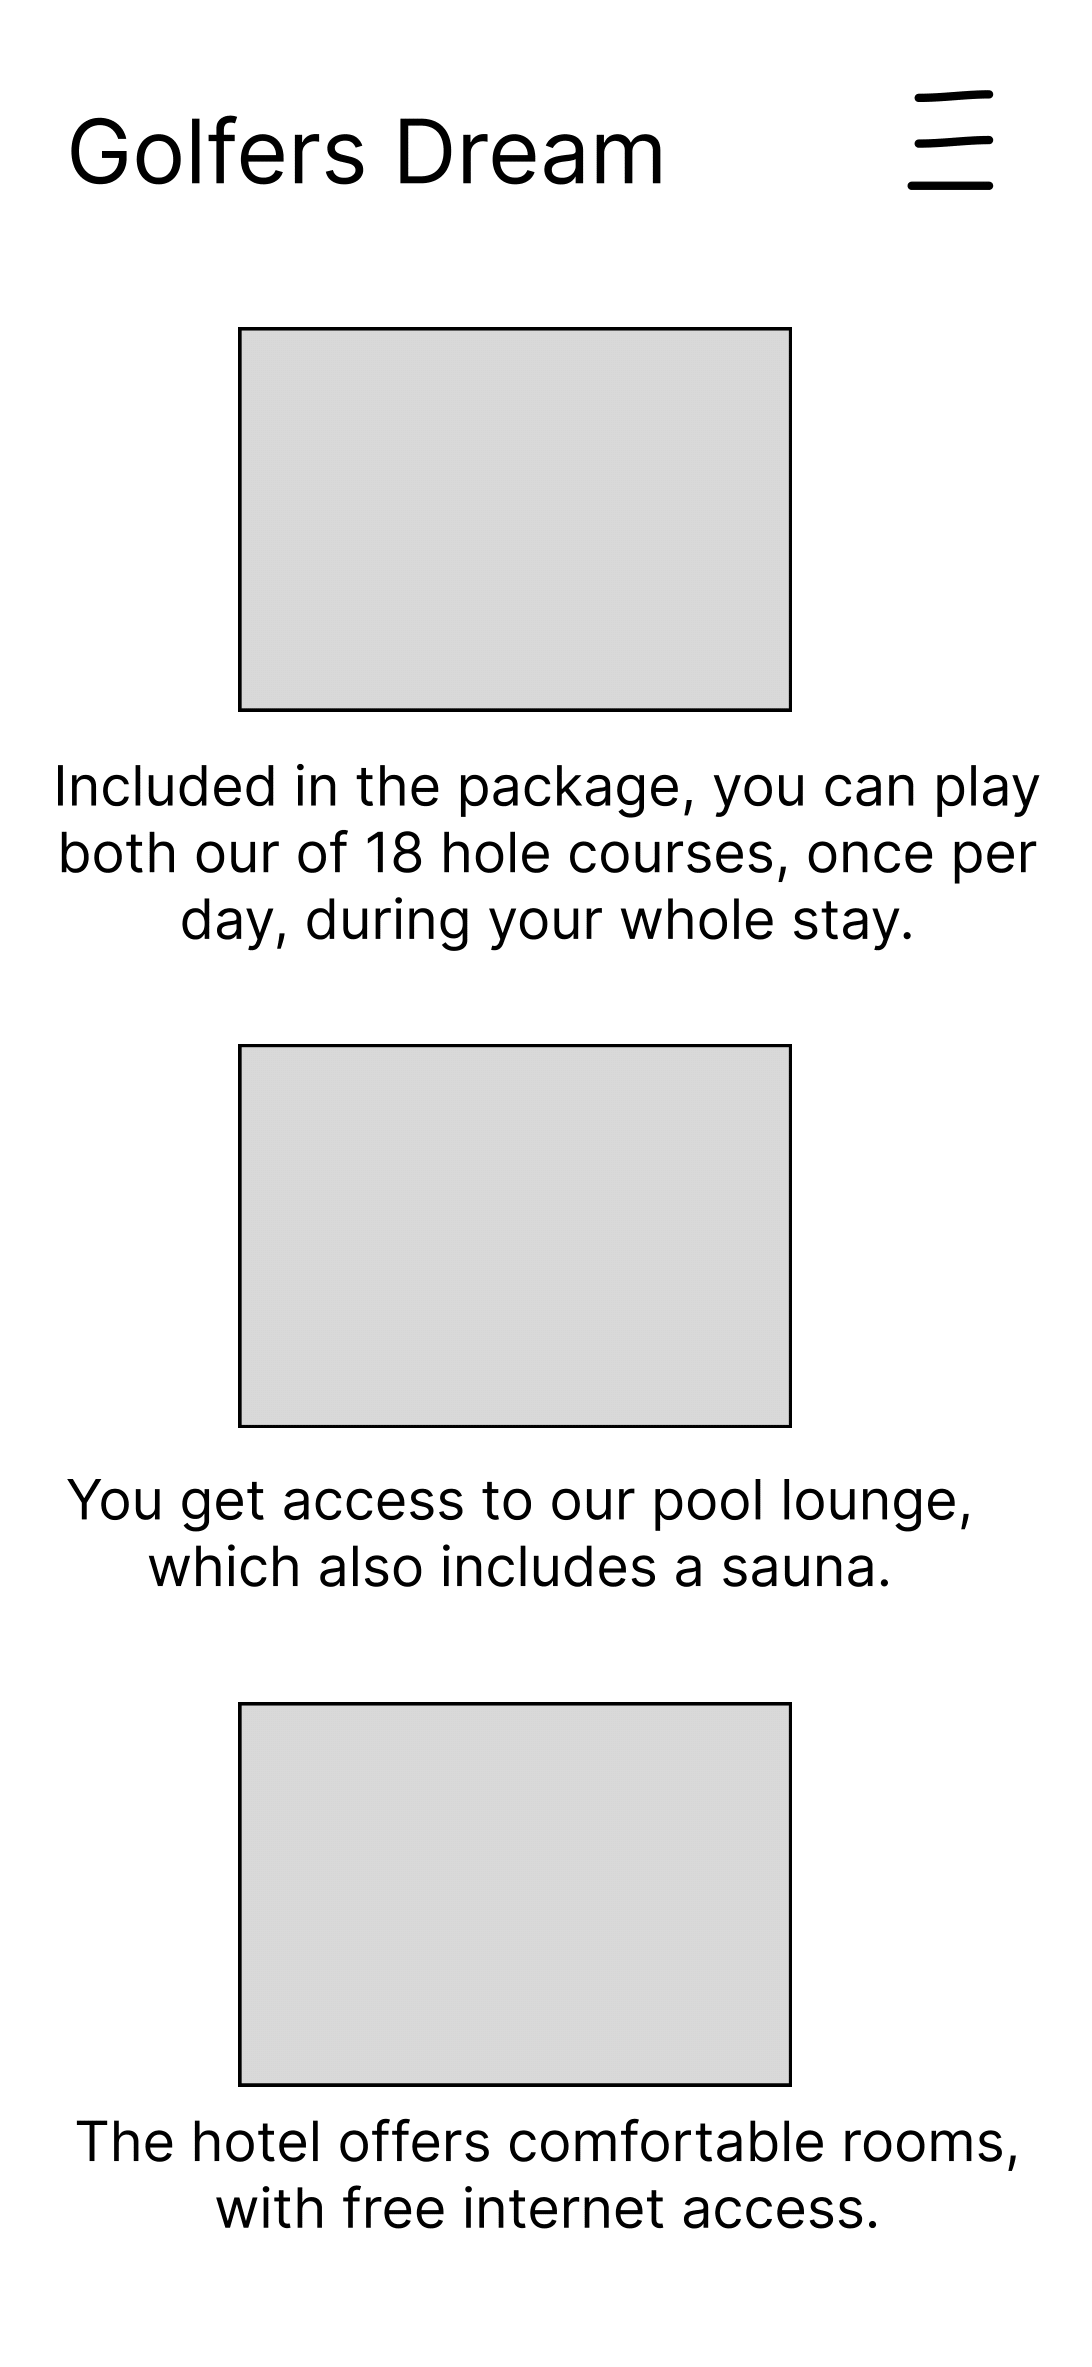 Golfers Dream
Included in the package, you can play
both our of 18 hole courses, once per
day, during your whole stay.
You get access to our pool lounge,
which also includes a sauna.
The hotel offers comfortable rooms,
with free internet access.